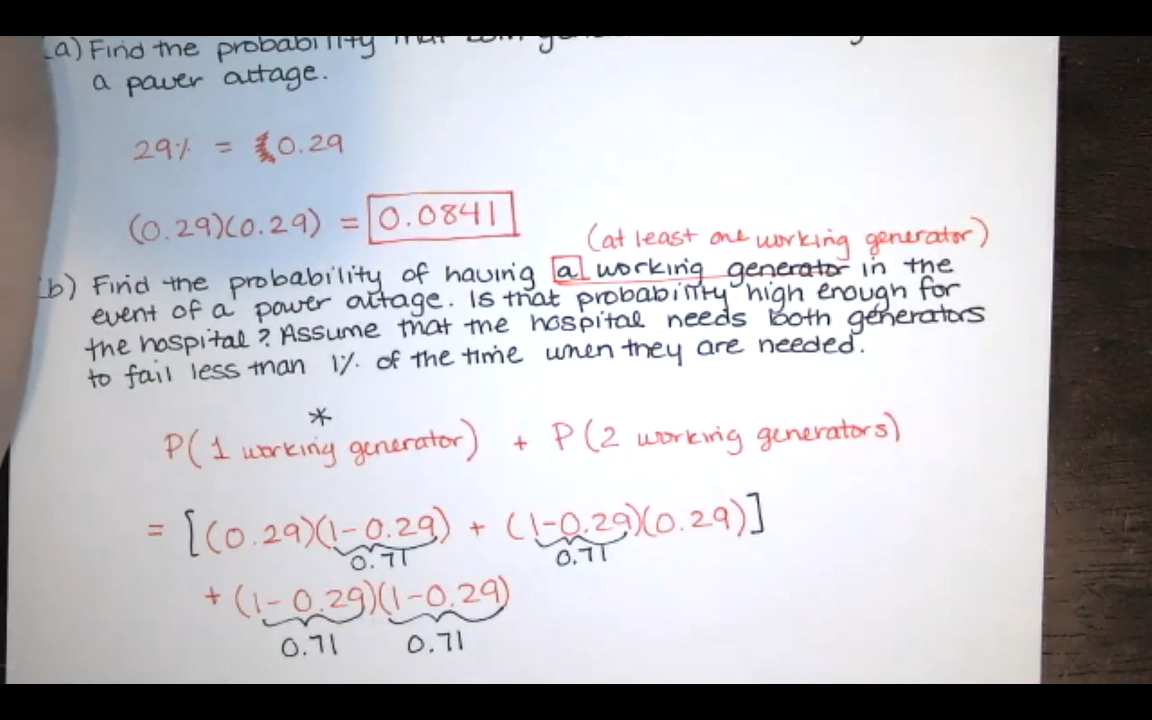 a) Find the probability that both gener
a power outage.
29% = 0.29
(0.29)(0.29) = 0.0841
(at least one working generator)
b) Find the probability of having a working generator in the
event of a power outage. Is that probability high enough for
the hospital? Assume that the hospital needs both generators
to fail less than 1% of the time when they are needed.
*
P(1 working generator) + P(2 working generators)
= [(0.29)(1-0.29) + (1-0.29)(0.29)]
0.71 0.71
+ (1-0.29)(1-0.29)
0.71 0.71